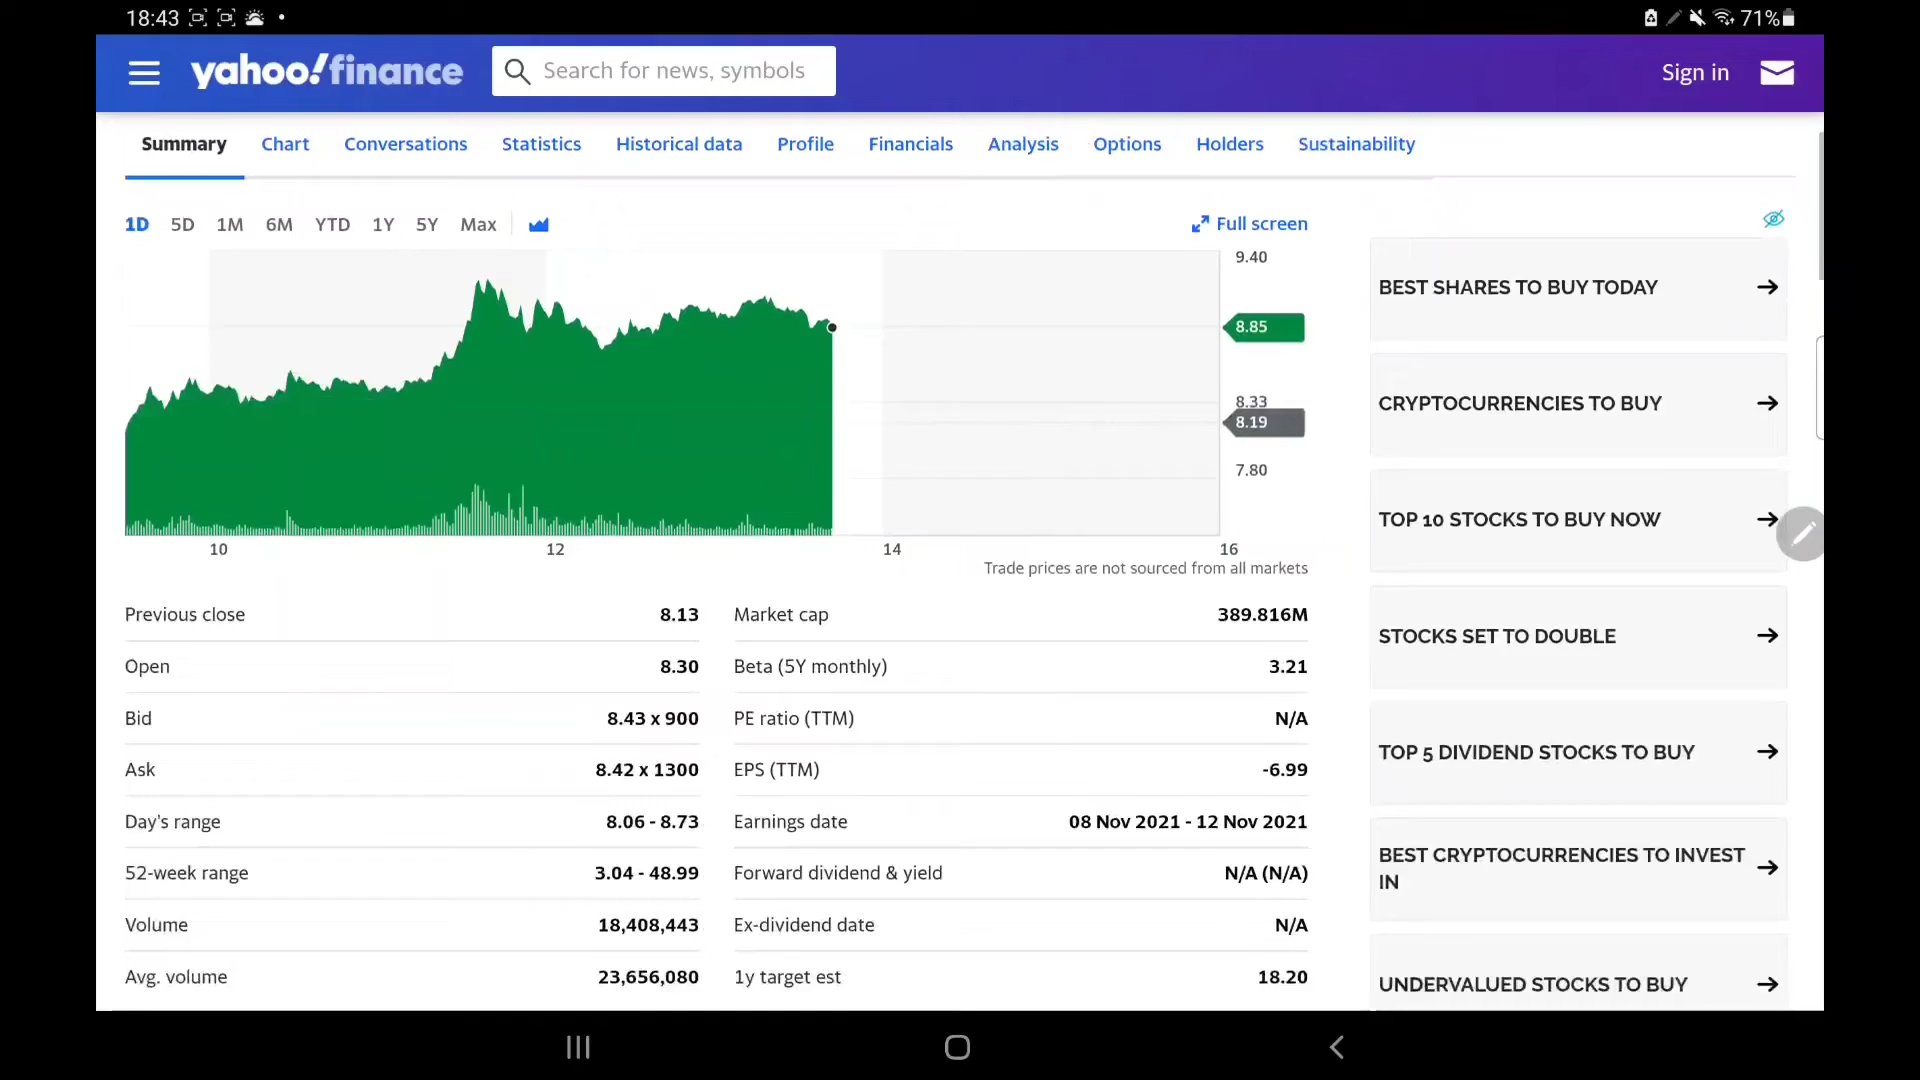 18:43
71%
yahoo!finance
Search for news, symbols
Sign in
Summary Chart Conversations Statistics Historical data Profile Financials Analysis Options Holders Sustainability
1D 5D 1M 6M YTD 1Y 5Y Max
Full screen
9.40
8.85
8.33
8.19
7.80
10 12 14 16
Trade prices are not sourced from all markets
Previous close 8.13
Open 8.30
Bid 8.43 x 900
Ask 8.42 x 1300
Day's range 8.06 - 8.73
52-week range 3.04 - 48.99
Volume 18,408,443
Avg. volume 23,656,080
Market cap 389.816M
Beta (5Y monthly) 3.21
PE ratio (TTM) N/A
EPS (TTM) -6.99
Earnings date 08 Nov 2021 - 12 Nov 2021
Forward dividend & yield N/A (N/A)
Ex-dividend date N/A
1y target est 18.20
BEST SHARES TO BUY TODAY
CRYPTOCURRENCIES TO BUY
TOP 10 STOCKS TO BUY NOW
STOCKS SET TO DOUBLE
TOP 5 DIVIDEND STOCKS TO BUY
BEST CRYPTOCURRENCIES TO INVEST
IN
UNDERVALUED STOCKS TO BUY